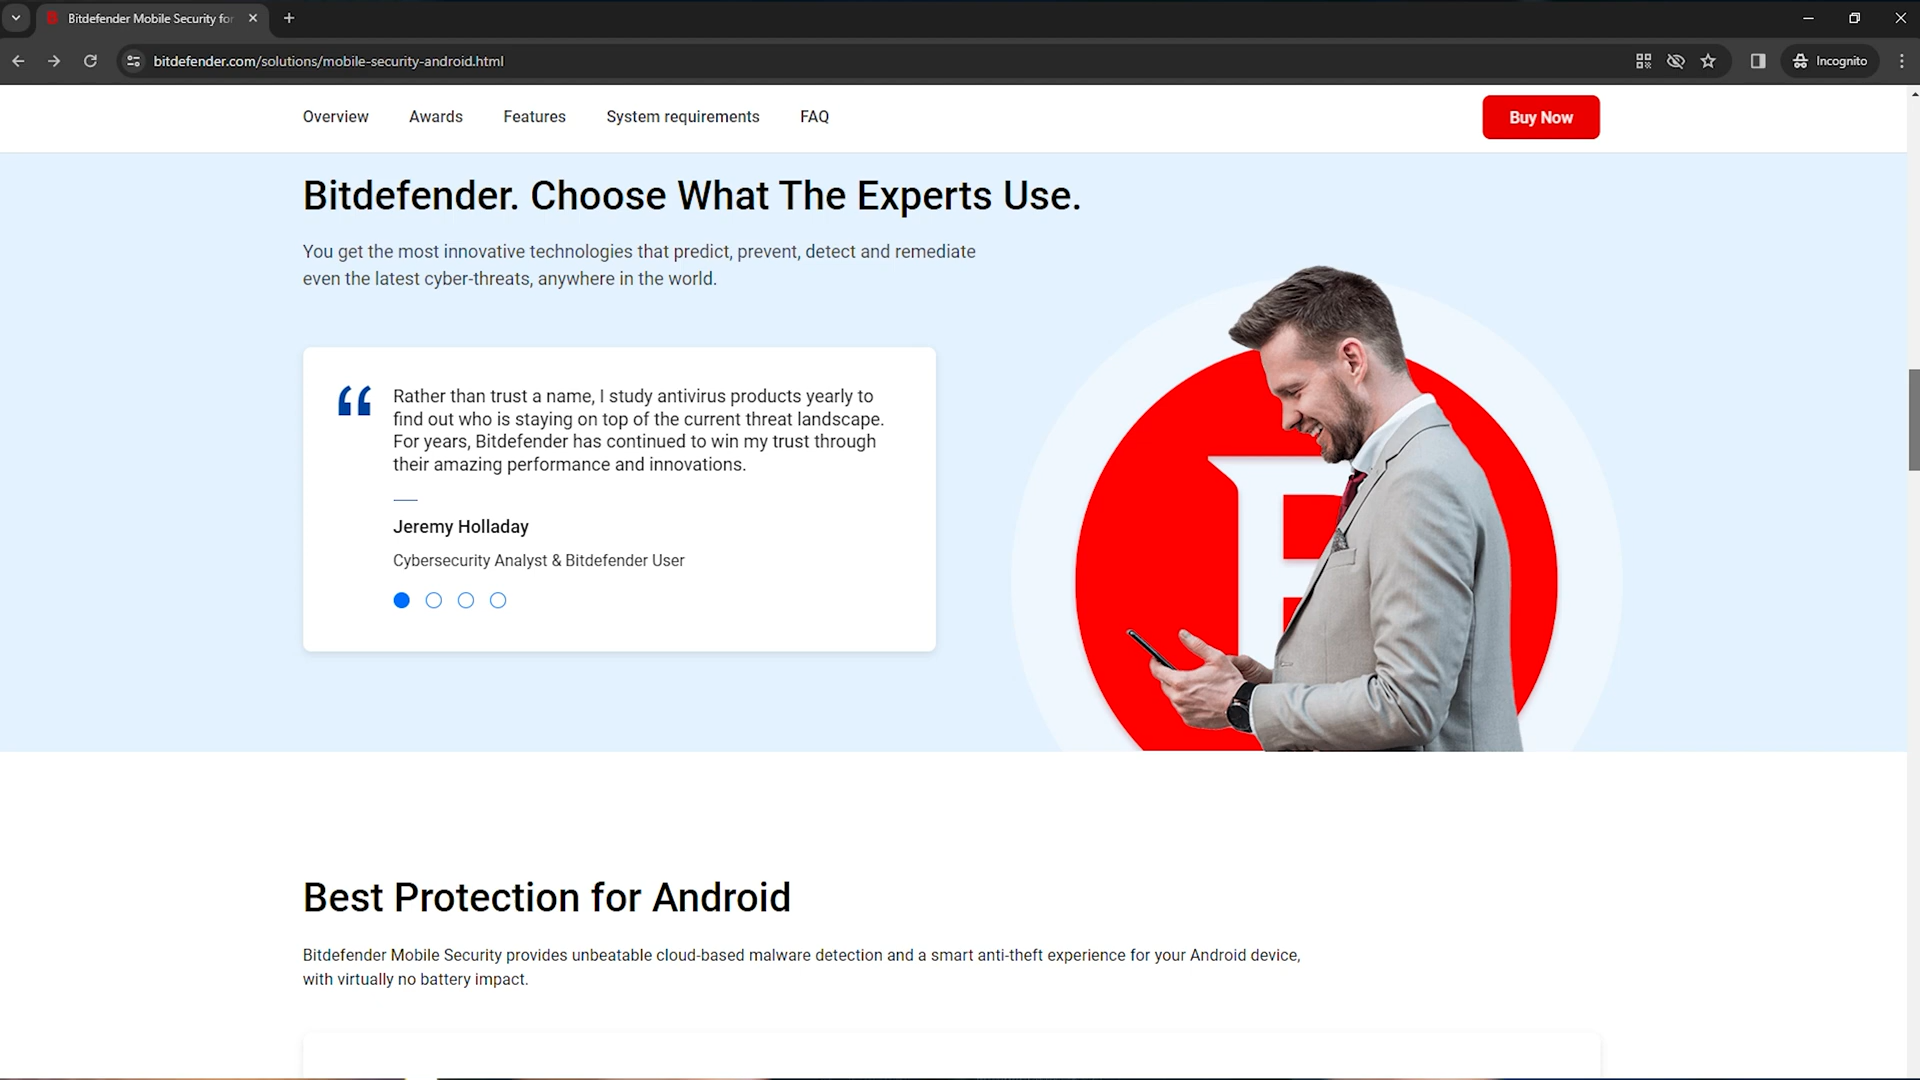 Bitdefender Mobile Security for
bitdefender.com/solutions/mobile-security-android.html
Incognito
Overview
Awards
Features
System requirements
FAQ
Buy Now
Bitdefender. Choose What The Experts Use.
You get the most innovative technologies that predict, prevent, detect and remediate
even the latest cyber-threats, anywhere in the world.
“
Rather than trust a name, I study antivirus products yearly to
find out who is staying on top of the current threat landscape.
For years, Bitdefender has continued to win my trust through
their amazing performance and innovations.
Jeremy Holladay
Cybersecurity Analyst & Bitdefender User
B
Best Protection for Android
Bitdefender Mobile Security provides unbeatable cloud-based malware detection and a smart anti-theft experience for your Android device,
with virtually no battery impact.